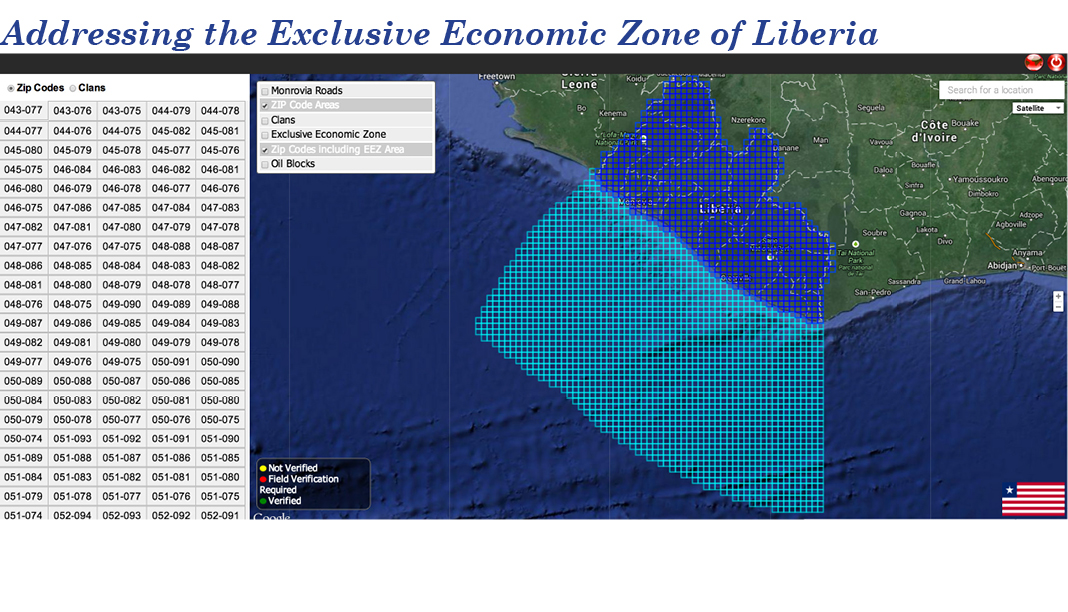 Addressing the Exclusive Economic Zone of Liberia
Zip Codes Clans
043-077 043-076 043-075 044-079 044-078
044-077 044-076 044-075 045-082 045-081
045-080 045-079 045-078 045-077 045-076
045-075 046-084 046-083 046-082 046-081
046-080 046-079 046-078 046-077 046-076
046-075 047-086 047-085 047-084 047-083
047-082 047-081 047-080 047-079 047-078
047-077 047-076 047-075 048-088 048-087
048-086 048-085 048-084 048-083 048-082
048-081 048-080 048-079 048-078 048-077
048-076 048-075 049-090 049-089 049-088
049-087 049-086 049-085 049-084 049-083
049-082 049-081 049-080 049-079 049-078
049-077 049-076 049-075 050-091 050-090
050-089 050-088 050-087 050-086 050-085
050-084 050-083 050-082 050-081 050-080
050-079 050-078 050-077 050-076 050-075
050-074 051-093 051-092 051-091 051-090
051-089 051-088 051-087 051-086 051-085
051-084 051-083 051-082 051-081 051-080
051-079 051-078 051-077 051-076 051-075
051-074 052-094 052-093 052-092 052-091
Monrovia Roads
ZIP Code Areas
Clans
Exclusive Economic Zone
Zip Codes including EEZ Area
Oil Blocks
Search for a location
Satellite
Freetown
Sierra
Leone
Koidu
Macenta
Bo
Kenema
Nzerekore
Danane
Man
Seguela
Côte
d'Ivoire
Bouake
Vavoua
Daloa
Bouafle
Sinfra
Yamoussoukro
Dimbokro
Abengourou
Gagnoa
Lakota
Divo
Adzope
Agboville
Soubre
Anyama
Abidjan
Port-Bouët
Grand-Lahou
Sassandra
San-Pedro
Taï National
Park
Parc national
de Taï
Liberia
+
−
Not Verified
Field Verification
Required
Verified
Google